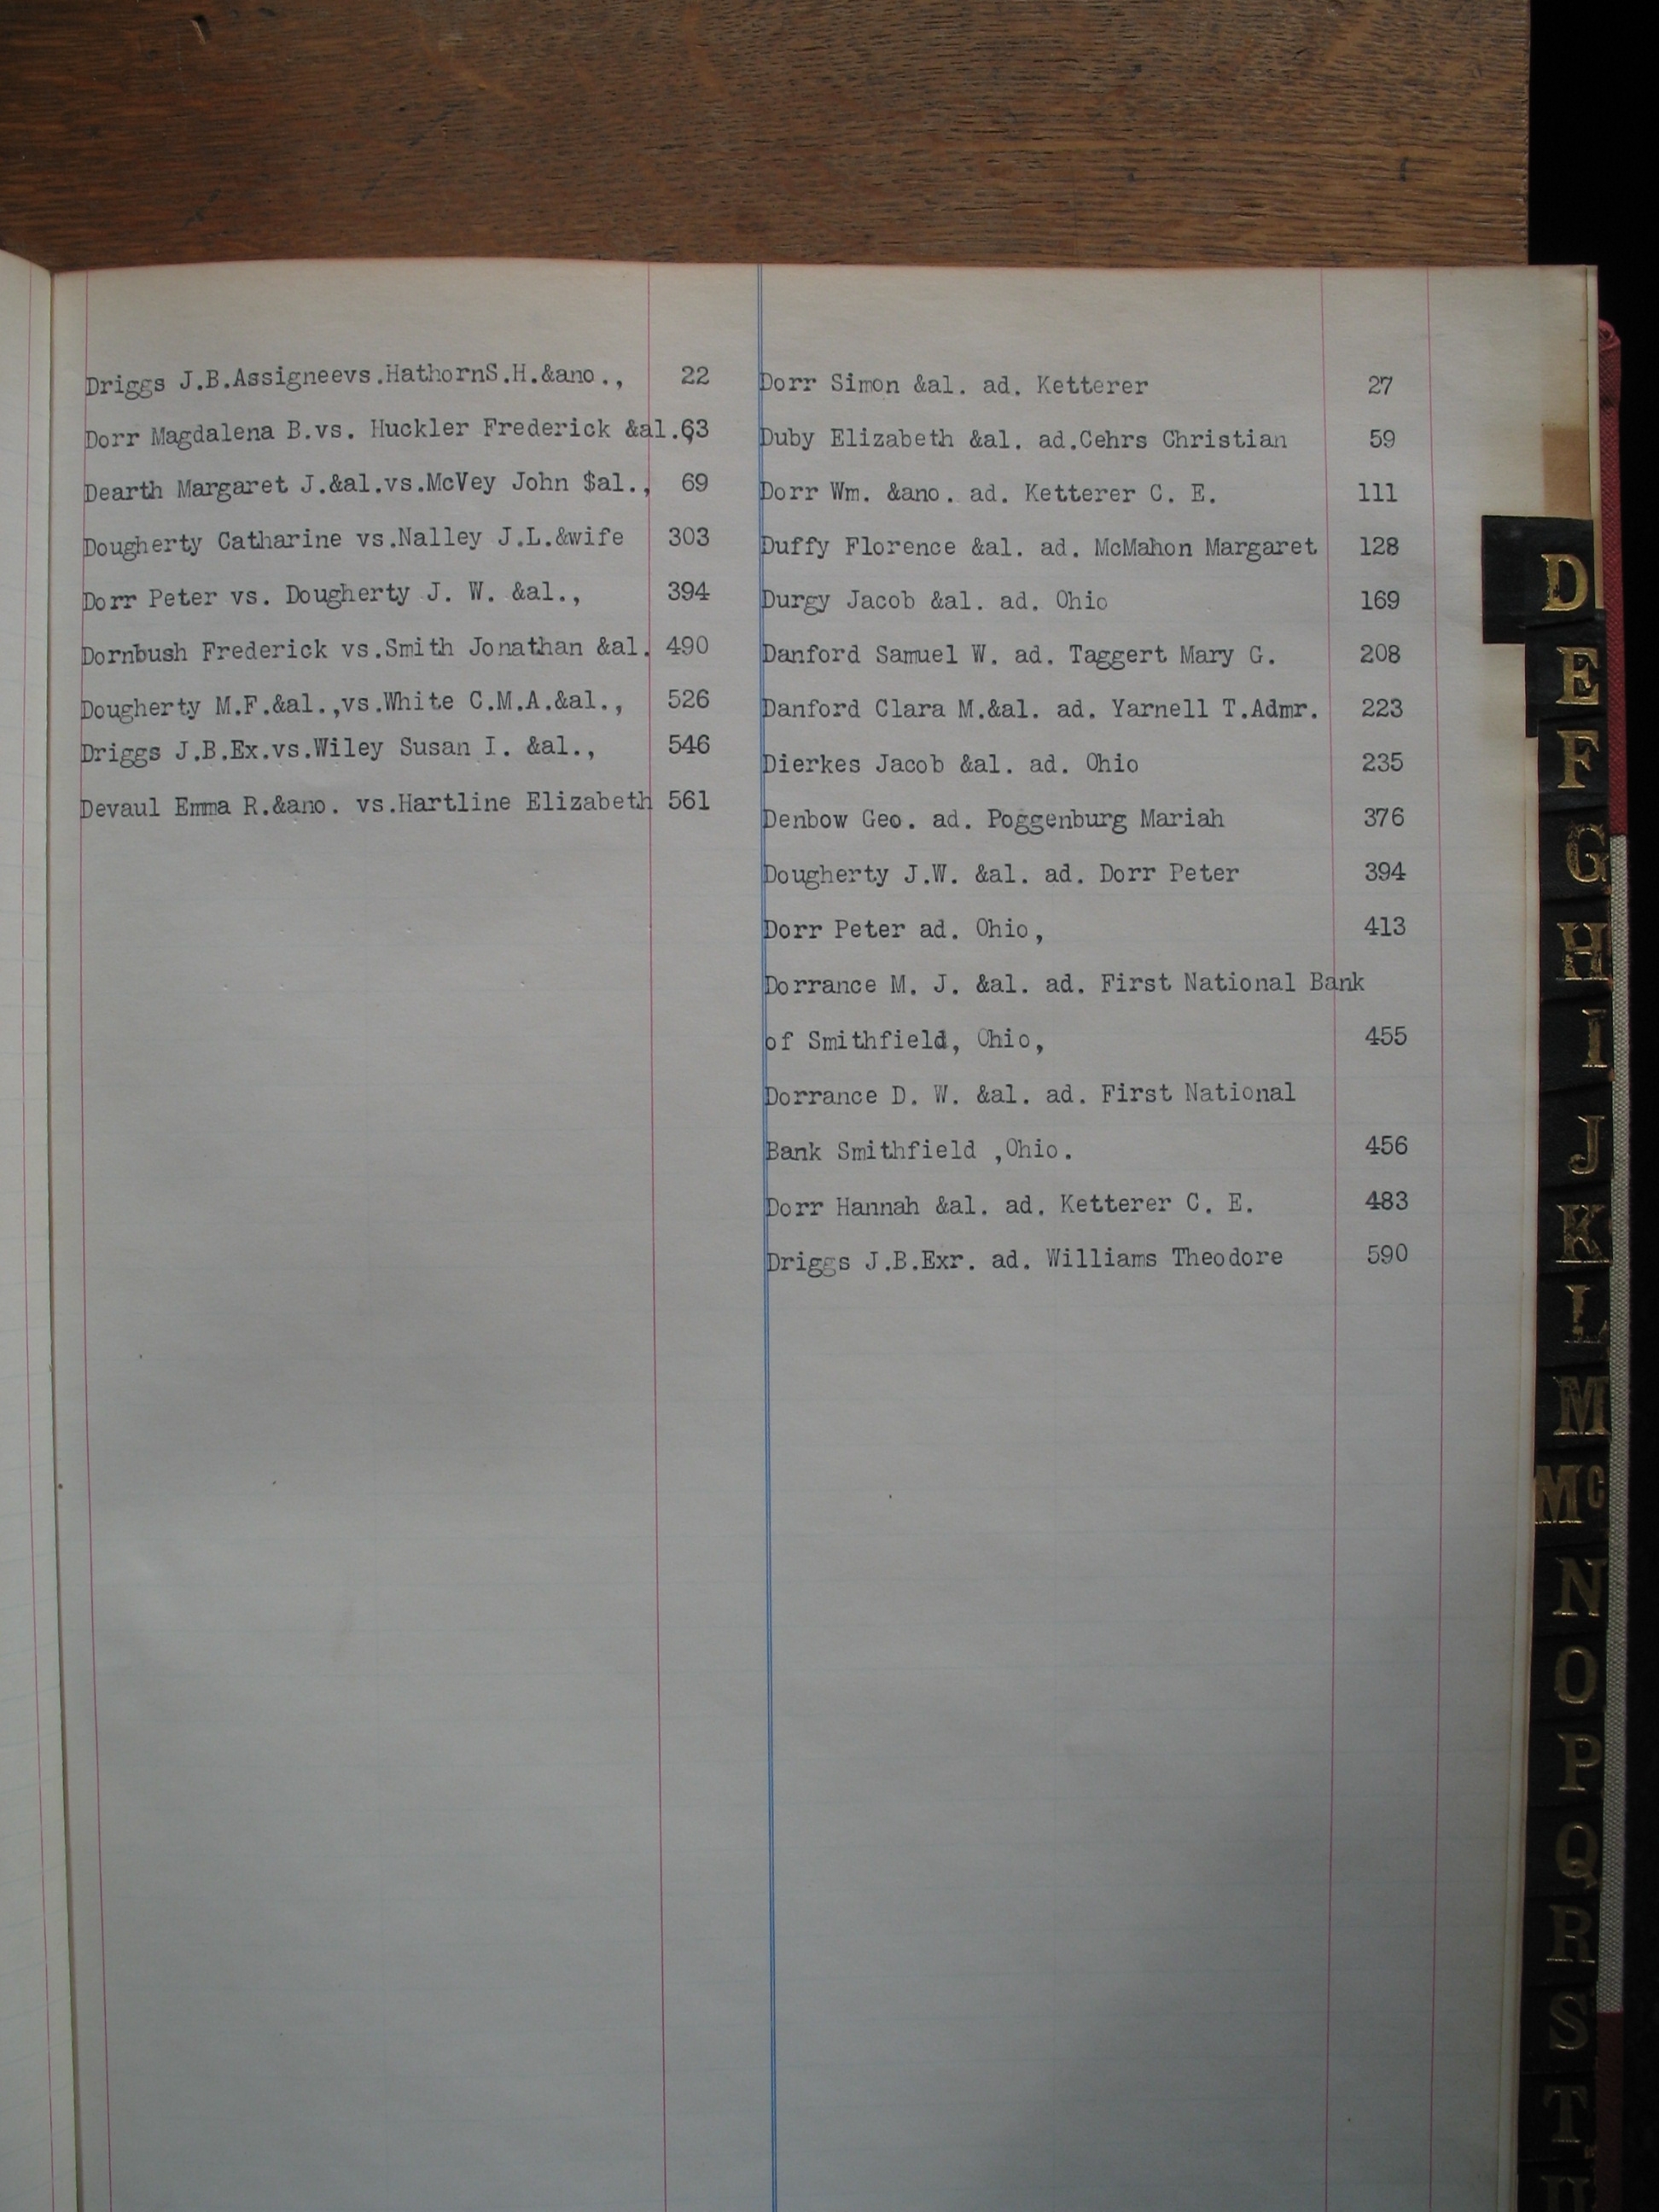 Driggs J.B.Assigneevs.HathornS.H.&ano., 22
Dorr Magdalena B.vs. Huckler Frederick &al.,63
Dearth Margaret J.&al.vs.McVey John $al., 69
Dougherty Catharine vs.Nalley J.L.&wife 303
Dorr Peter vs. Dougherty J. W. &al., 394
Dornbush Frederick vs.Smith Jonathan &al. 490
Dougherty M.F.&al.,vs.White C.M.A.&al., 526
Driggs J.B.Ex.vs.Wiley Susan I. &al., 546
Devaul Emma R.&ano. vs.Hartline Elizabeth 561
Dorr Simon &al. ad. Ketterer 27
Duby Elizabeth &al. ad.Cehrs Christian 59
Dorr Wm. &ano. ad. Ketterer C. E. 111
Duffy Florence &al. ad. McMahon Margaret 128
Durgy Jacob &al. ad. Ohio 169
Danford Samuel W. ad. Taggert Mary G. 208
Danford Clara M.&al. ad. Yarnell T.Admr. 223
Dierkes Jacob &al. ad. Ohio 235
Denbow Geo. ad. Poggenburg Mariah 376
Dougherty J.W. &al. ad. Dorr Peter 394
Dorr Peter ad. Ohio, 413
Dorrance M. J. &al. ad. First National Bank
of Smithfield, Ohio, 455
Dorrance D. W. &al. ad. First National
Bank Smithfield ,Ohio. 456
Dorr Hannah &al. ad. Ketterer C. E. 483
Driggs J.B.Exr. ad. Williams Theodore 590
D
E
F
G
H
I
J
K
L
M
Mc
N
O
P
Q
R
S
T